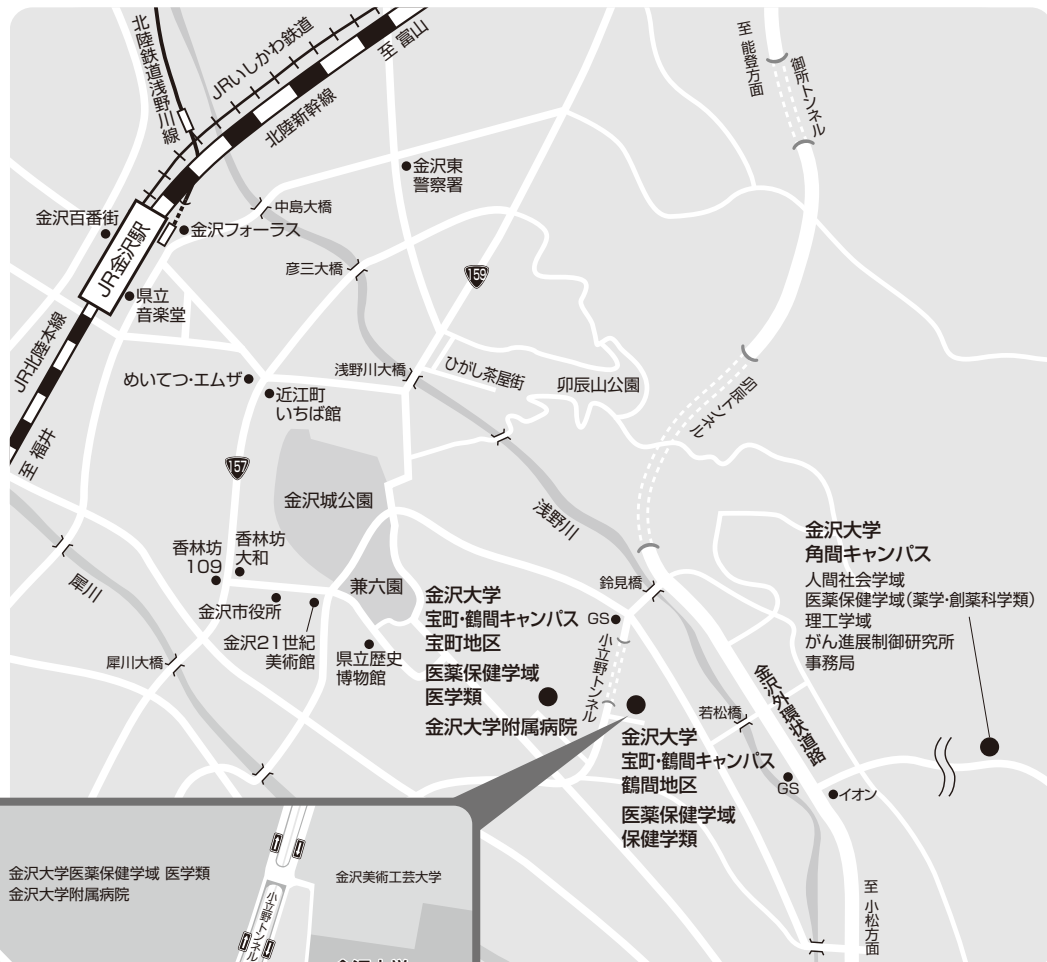 北陸鉄道浅野川線
JRいしかわ鉄道
至 富山
北陸新幹線
至 能登方面
御所トンネル
金沢東
警察署
金沢百番街
JR金沢駅
金沢フォーラス
中島大橋
彦三大橋
159
県立
音楽堂
JR北陸本線
至 福井
めいてつ・エムザ
近江町
いちば館
浅野川大橋
ひがし茶屋街
卯辰山公園
卯辰トンネル
157
金沢城公園
浅野川
香林坊
109
香林坊
大和
金沢市役所
金沢21世紀
美術館
兼六園
県立歴史
博物館
犀川
犀川大橋
鈴見橋
GS
小立野トンネル
金沢大学
宝町・鶴間キャンパス
宝町地区
医薬保健学域
医学類
金沢大学附属病院
金沢大学
宝町・鶴間キャンパス
鶴間地区
医薬保健学域
保健学類
若松橋
金沢外環状道路
GS
イオン
金沢大学
角間キャンパス
人間社会学域
医薬保健学域(薬学・創薬科学類)
理工学域
がん進展制御研究所
事務局
至 小松方面
金沢大学医薬保健学域 医学類
金沢大学附属病院
金沢美術工芸大学
小立野トンネル